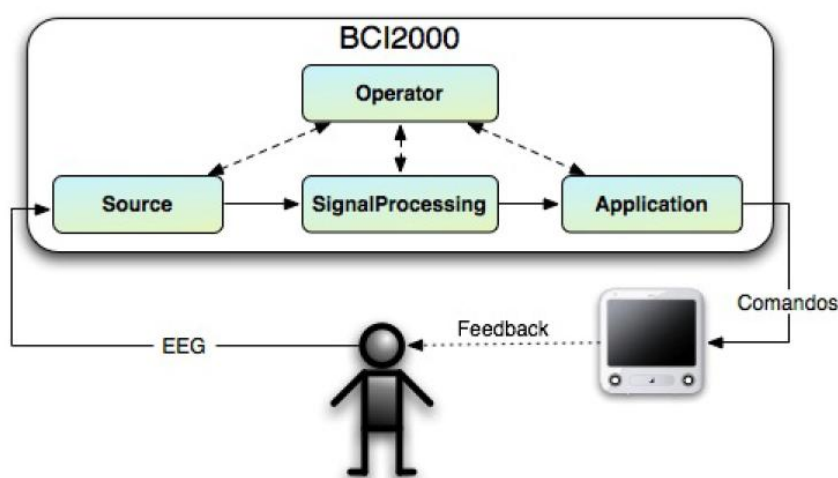 BCI2000
Operator
Source
SignalProcessing
Application
Comandos
Feedback
EEG